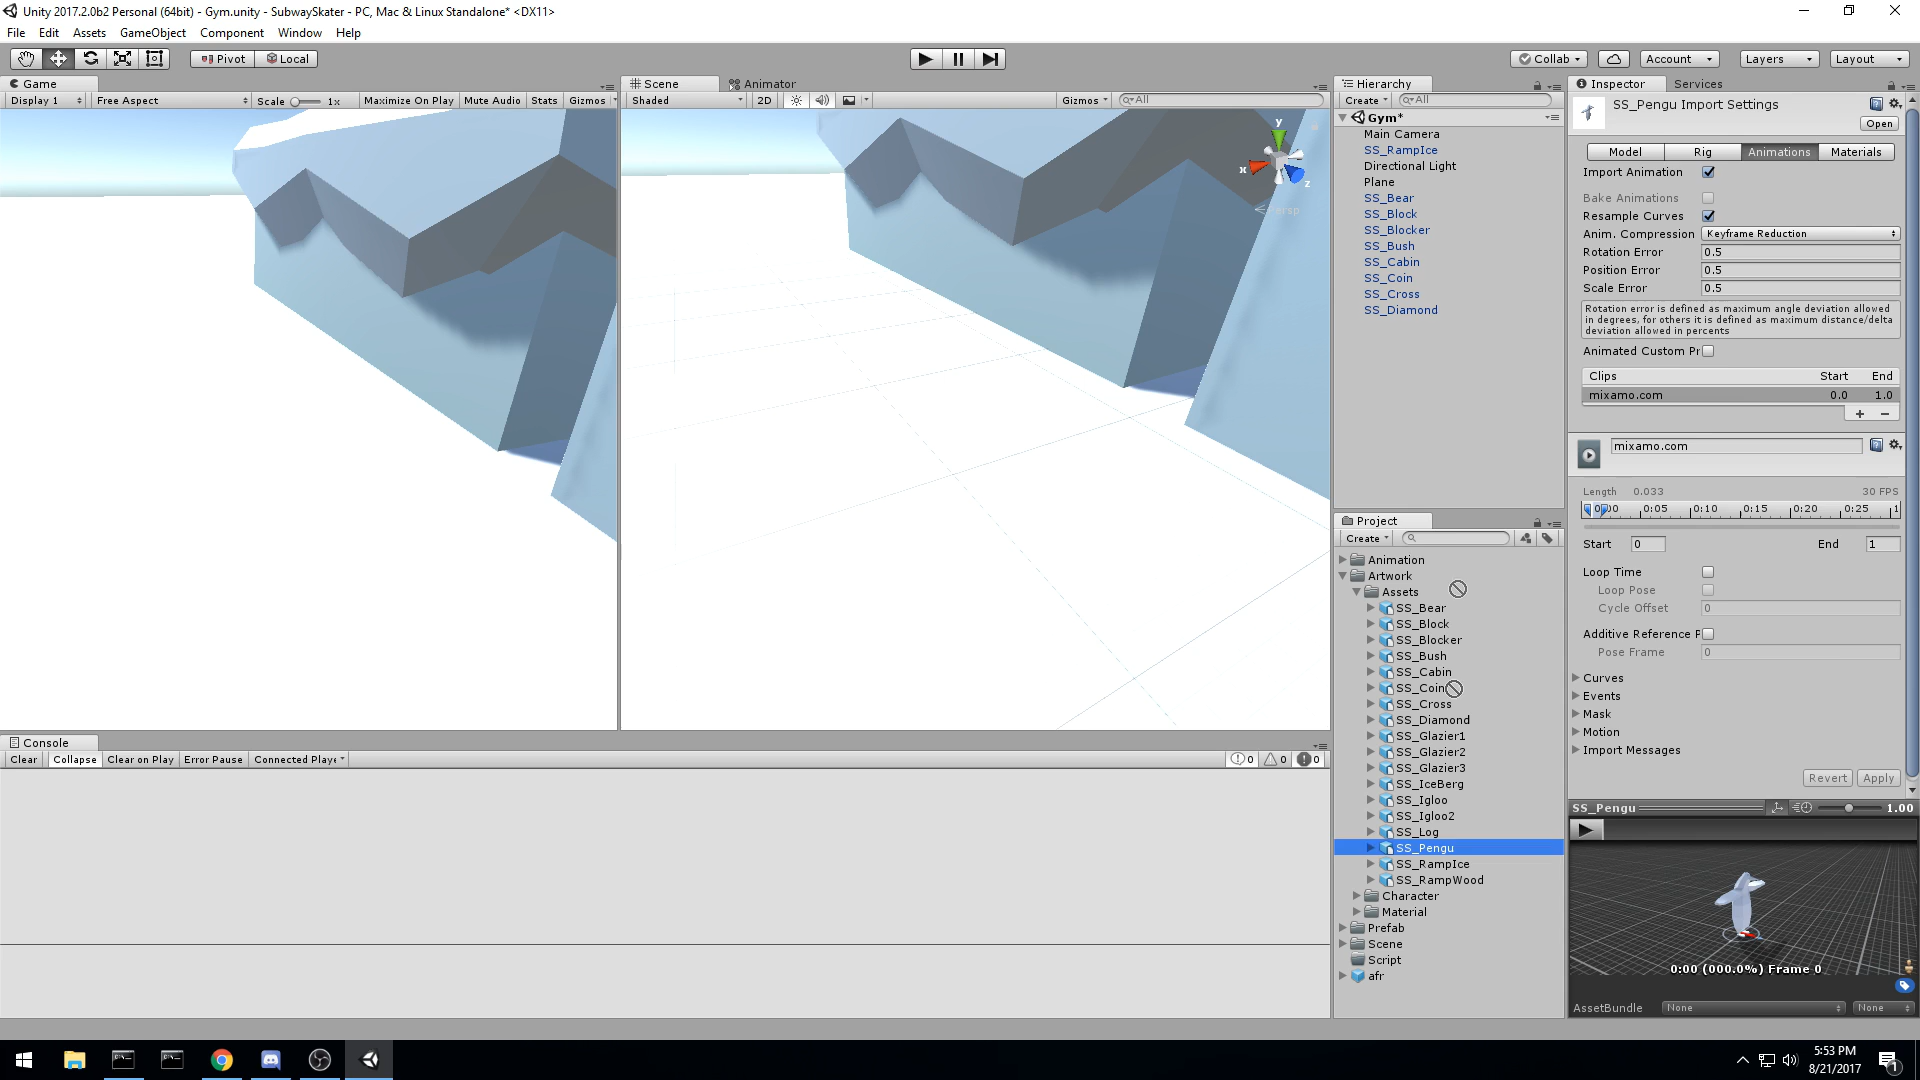 Unity 2017.2.0b2 Personal (64bit) - Gym.unity - SubwaySkater - PC, Mac & Linux Standalone* <DX11>
File Edit Assets GameObject Component Window Help
Pivot Local Collab Account Layers Layout
Game
Display 1 Free Aspect Scale 1x Maximize On Play Mute Audio Stats Gizmos
Scene Animator
Shaded 2D Gizmos All
y
x
z
Persp
Console
Clear Collapse Clear on Play Error Pause Connected Playe 0 0 0
Hierarchy
Create All
Gym*
Main Camera
SS_RampIce
Directional Light
Plane
SS_Bear
SS_Block
SS_Blocker
SS_Bush
SS_Cabin
SS_Coin
SS_Cross
SS_Diamond
Project
Create
Animation
Artwork
Assets
SS_Bear
SS_Block
SS_Blocker
SS_Bush
SS_Cabin
SS_Coin
SS_Cross
SS_Diamond
SS_Glazier1
SS_Glazier2
SS_Glazier3
SS_IceBerg
SS_Igloo
SS_Igloo2
SS_Log
SS_Pengu
SS_RampIce
SS_RampWood
Character
Material
Prefab
Scene
Script
afr
Inspector Services
SS_Pengu Import Settings
Open
Model Rig Animations Materials
Import Animation
Bake Animations
Resample Curves
Anim. Compression Keyframe Reduction
Rotation Error 0.5
Position Error 0.5
Scale Error 0.5
Rotation error is defined as maximum angle deviation allowed
in degrees, for others it is defined as maximum distance/delta
deviation allowed in percents
Animated Custom Pr
Clips Start End
mixamo.com 0.0 1.0
+ -
mixamo.com
Length 0.033 30 FPS
0:00 0:05 0:10 0:15 0:20 0:25 1
Start 0 End 1
Loop Time
Loop Pose
Cycle Offset 0
Additive Reference P
Pose Frame 0
Curves
Events
Mask
Motion
Import Messages
Revert Apply
SS_Pengu 1.00
0:00 (000.0%) Frame 0
AssetBundle None None
5:53 PM
8/21/2017
1